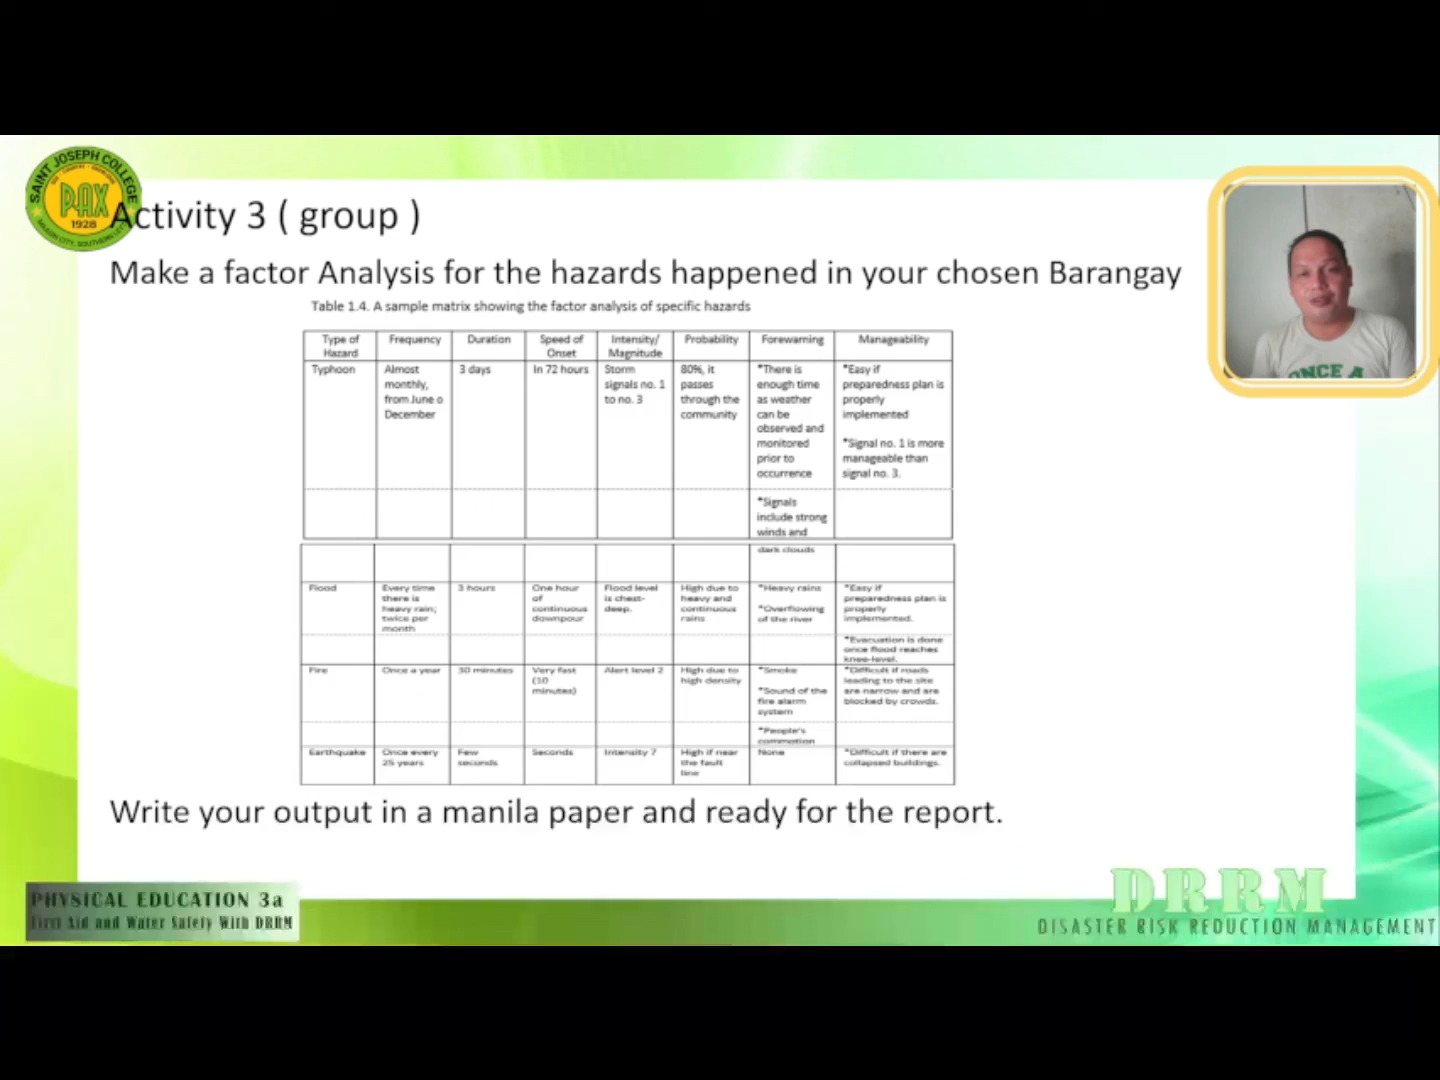 SAINT JOSEPH COLLEGE
PAX
1928
Activity 3 ( group )
Make a factor Analysis for the hazards happened in your chosen Barangay
Table 1.4. A sample matrix showing the factor analysis of specific hazards
Type of Hazard	Frequency	Duration	Speed of Onset	Intensity/ Magnitude	Probability	Forewarning	Manageability
Typhoon	Almost monthly, from June o December	3 days	In 72 hours	Storm signals no. 1 to no. 3	80%, it passes through the community	*There is enough time as weather can be observed and monitored prior to occurrence	*Easy if preparedness plan is properly implemented *Signal no. 1 is more manageable than signal no. 3.
*Signals include strong winds and
dark clouds
Flood	Every time there is heavy rain; twice per month	3 hours	One hour of continuous downpour	Flood level is chest-deep.	High due to heavy and continuous rains	*Heavy rains *Overflowing of the river	*Easy if preparedness plan is properly implemented.
*Evacuation is done once flood reaches knee-level.
Fire	Once a year	30 minutes	Very fast (10 minutes)	Alert level 2	High due to high density	*Smoke *Sound of the fire alarm system	*Difficult if roads leading to the site are narrow and are blocked by crowds.
*People's commotion
Earthquake	Once every 25 years	Few seconds	Seconds	Intensity 7	High if near the fault line	None	*Difficult if there are collapsed buildings.
Write your output in a manila paper and ready for the report.
ONCE A
PHYSICAL EDUCATION 3a
First Aid and Water Safety With DRRM
DRRM
DISASTER RISK REDUCTION MANAGEMENT